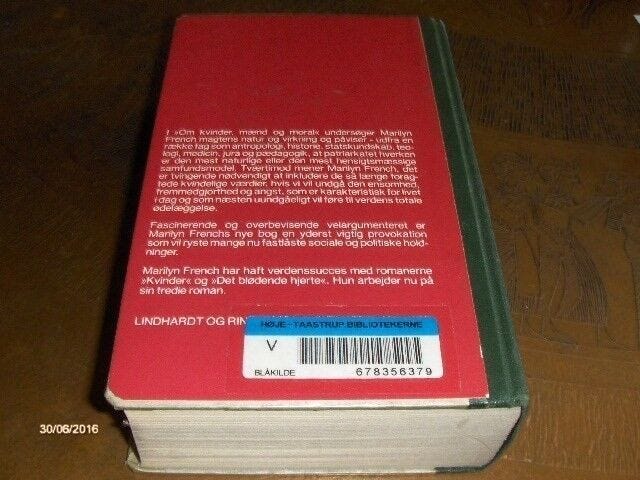 I »Om kvinder, mænd og moral« undersøger Marilyn
French magtens natur og virkning og påviser - udfra en
række fag som antropologi, historie, statskundskab, teo-
logi, medicin, jura og pædagogik, at patriarkatet hverken
er den mest naturlige eller den mest hensigtsmæssige
samfundsmodel. Tværtimod mener Marilyn French, det
er tvingende nødvendigt at inkludere de så længe forag-
tede kvindelige værdier, hvis vi vil undgå den ensomhed,
fremmedgjorthed og angst, som er karakteristisk for livet
i dag og som næsten uundgåeligt vil føre til verdens totale
ødelæggelse.
Fascinerende og overbevisende velargumenteret er
Marilyn Frenchs nye bog en yderst vigtig provokation
som vil ryste mange nu fastlåste sociale og politiske hold-
ninger.
Marilyn French har haft verdenssucces med romanerne
»Kvinder« og »Det blødende hjerte«. Hun arbejder nu på
sin tredie roman.
LINDHARDT OG RIN
HØJE-TAASTRUP BIBLIOTEKERNE
V
BLÅKILDE 678356379
30/06/2016